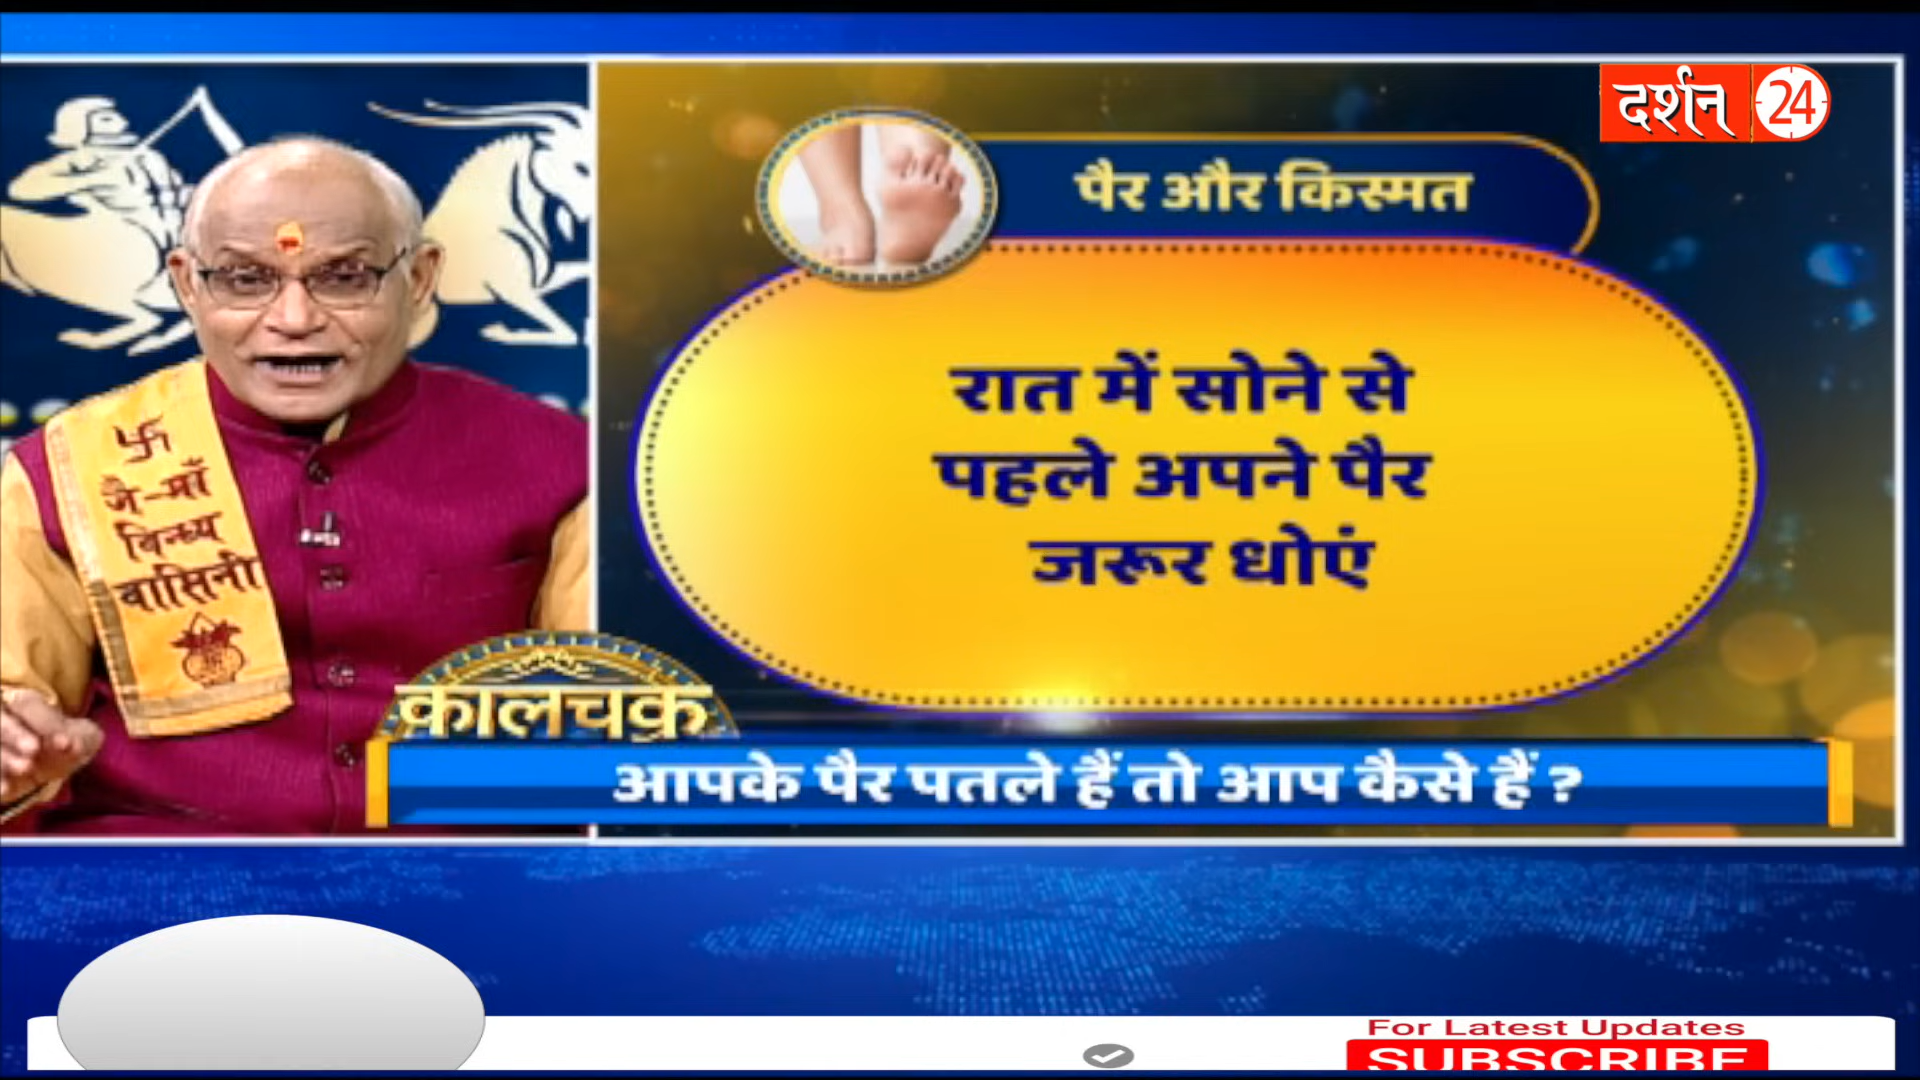 दर्शन 24
पैर और किस्मत
रात में सोने से
पहले अपने पैर
जरूर धोएं
जै-माँ
विन्ध्य
वासिनी
कालचक्र
आपके पैर पतले हैं तो आप कैसे हैं ?
For Latest Updates
SUBSCRIBE